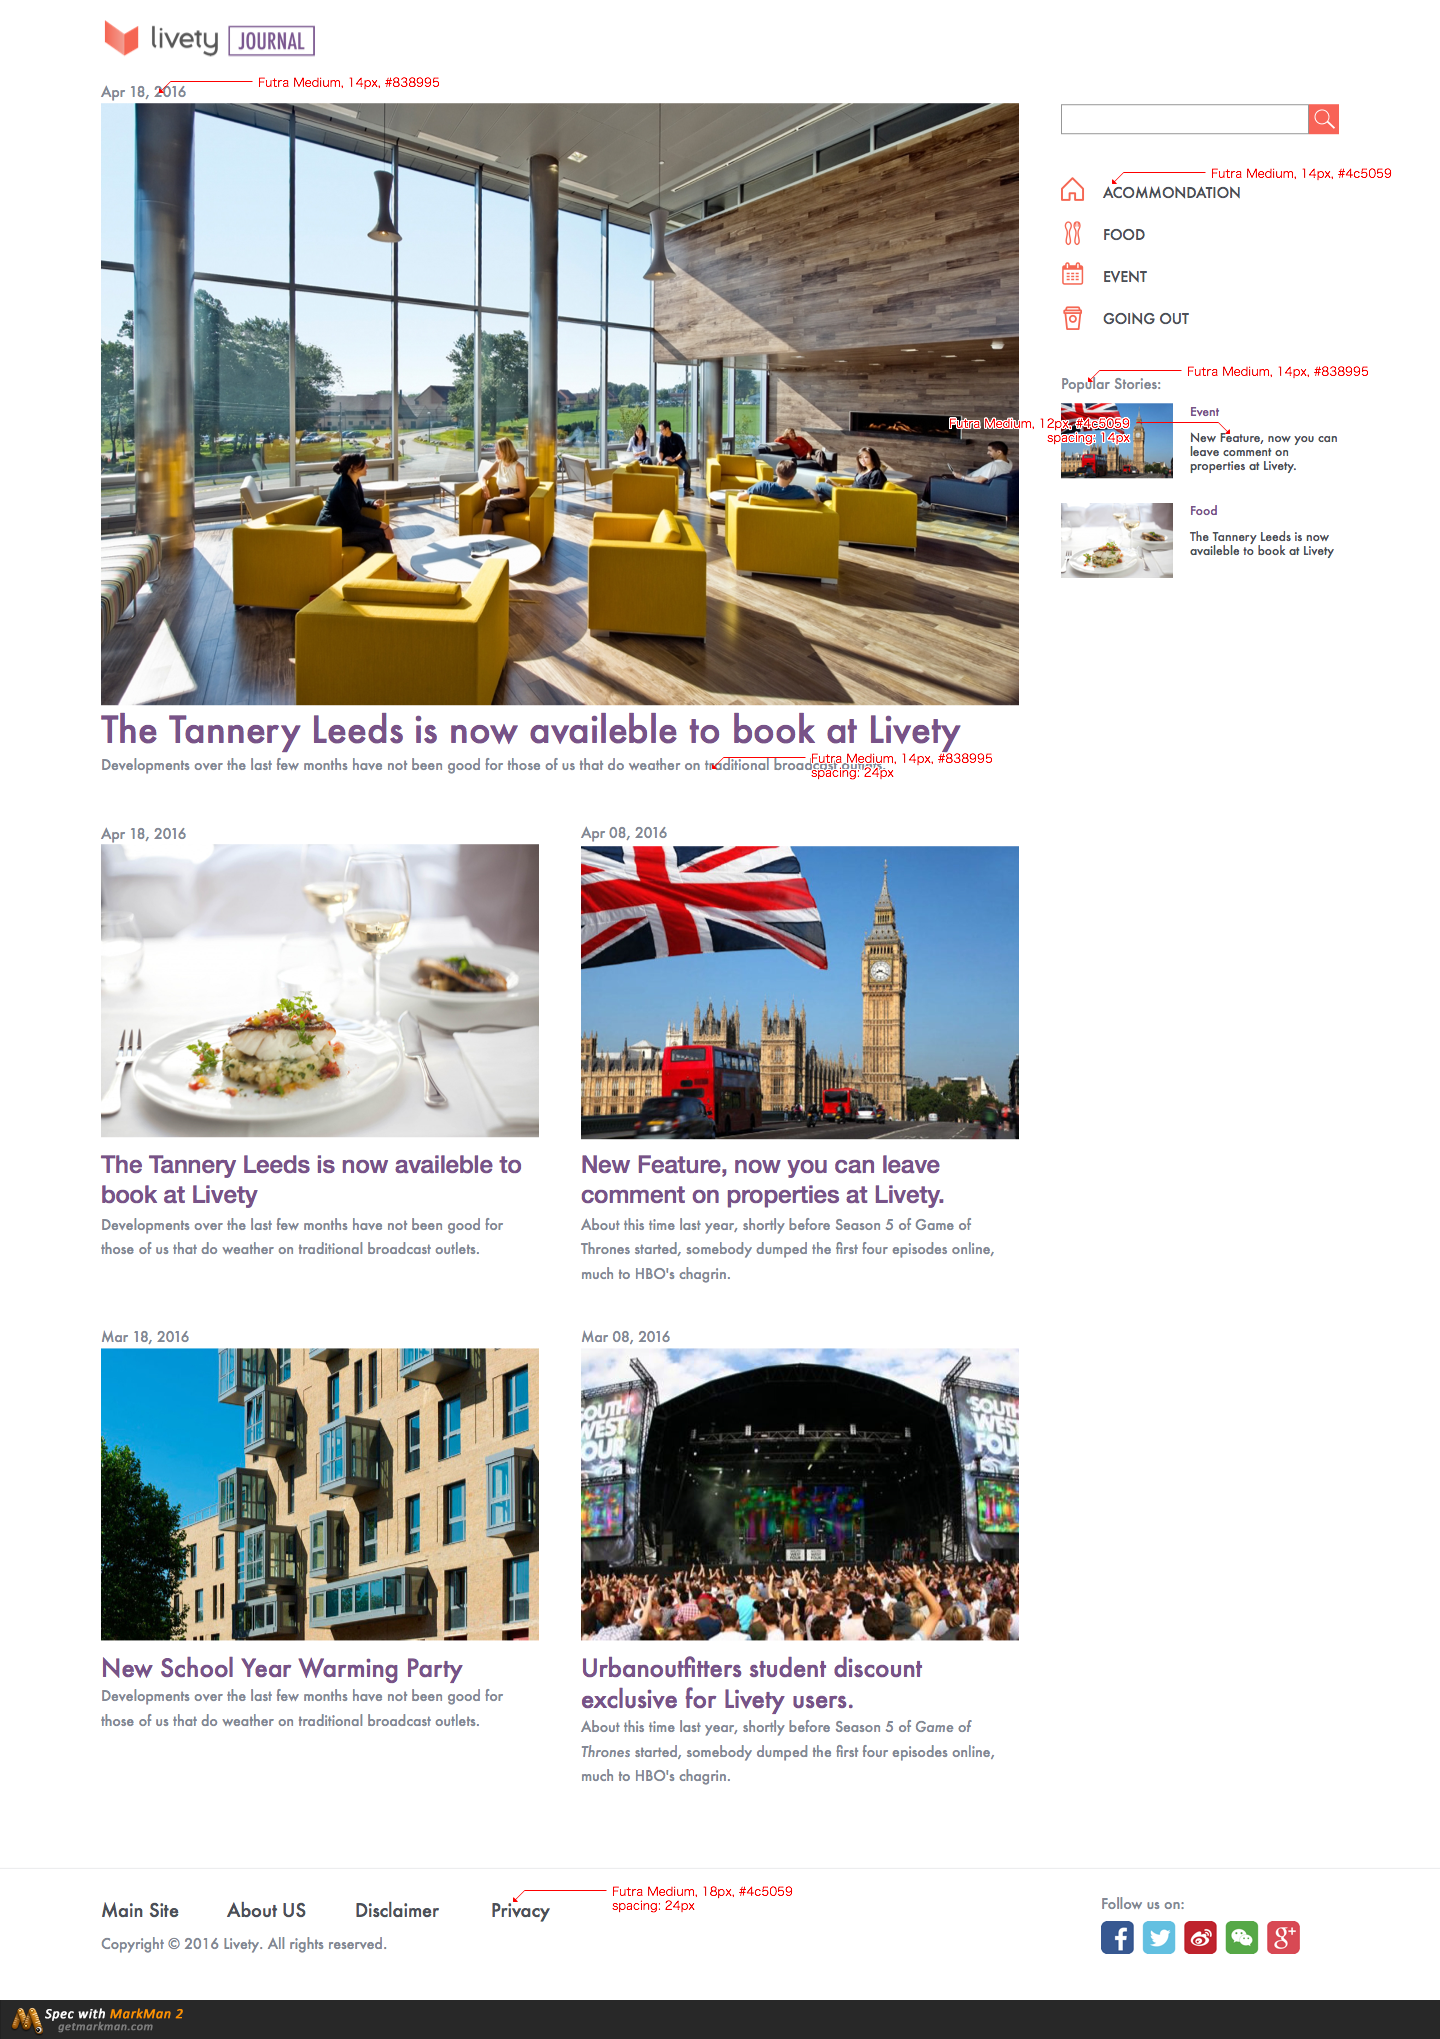 livety JOURNAL
Apr 18, 2016
Futra Medium, 14px, #838995
Futra Medium, 14px, #4c5059
ACOMMONDATION
FOOD
EVENT
GOING OUT
Futra Medium, 14px, #838995
Popular Stories:
Futra Medium, 12px, #4c5059
spacing: 14px
Event
New Feature, now you can
leave comment on
properties at Livety.
Food
The Tannery Leeds is now
availeble to book at Livety
The Tannery Leeds is now availeble to book at Livety
Developments over the last few months have not been good for those of us that do weather on traditional broadcast outlets.
Futra Medium, 14px, #838995
spacing: 24px
Apr 18, 2016
The Tannery Leeds is now availeble to
book at Livety
Developments over the last few months have not been good for
those of us that do weather on traditional broadcast outlets.
Apr 08, 2016
New Feature, now you can leave
comment on properties at Livety.
About this time last year, shortly before Season 5 of Game of
Thrones started, somebody dumped the first four episodes online,
much to HBO's chagrin.
Mar 18, 2016
New School Year Warming Party
Developments over the last few months have not been good for
those of us that do weather on traditional broadcast outlets.
Mar 08, 2016
SOUTH
WEST
FOUR
SOUTH
WEST
FOUR
Urbanoutfitters student discount
exclusive for Livety users.
About this time last year, shortly before Season 5 of Game of
Thrones started, somebody dumped the first four episodes online,
much to HBO's chagrin.
Main Site
About US
Disclaimer
Privacy
Futra Medium, 18px, #4c5059
spacing: 24px
Copyright © 2016 Livety. All rights reserved.
Follow us on:
Spec with MarkMan 2
getmarkman.com